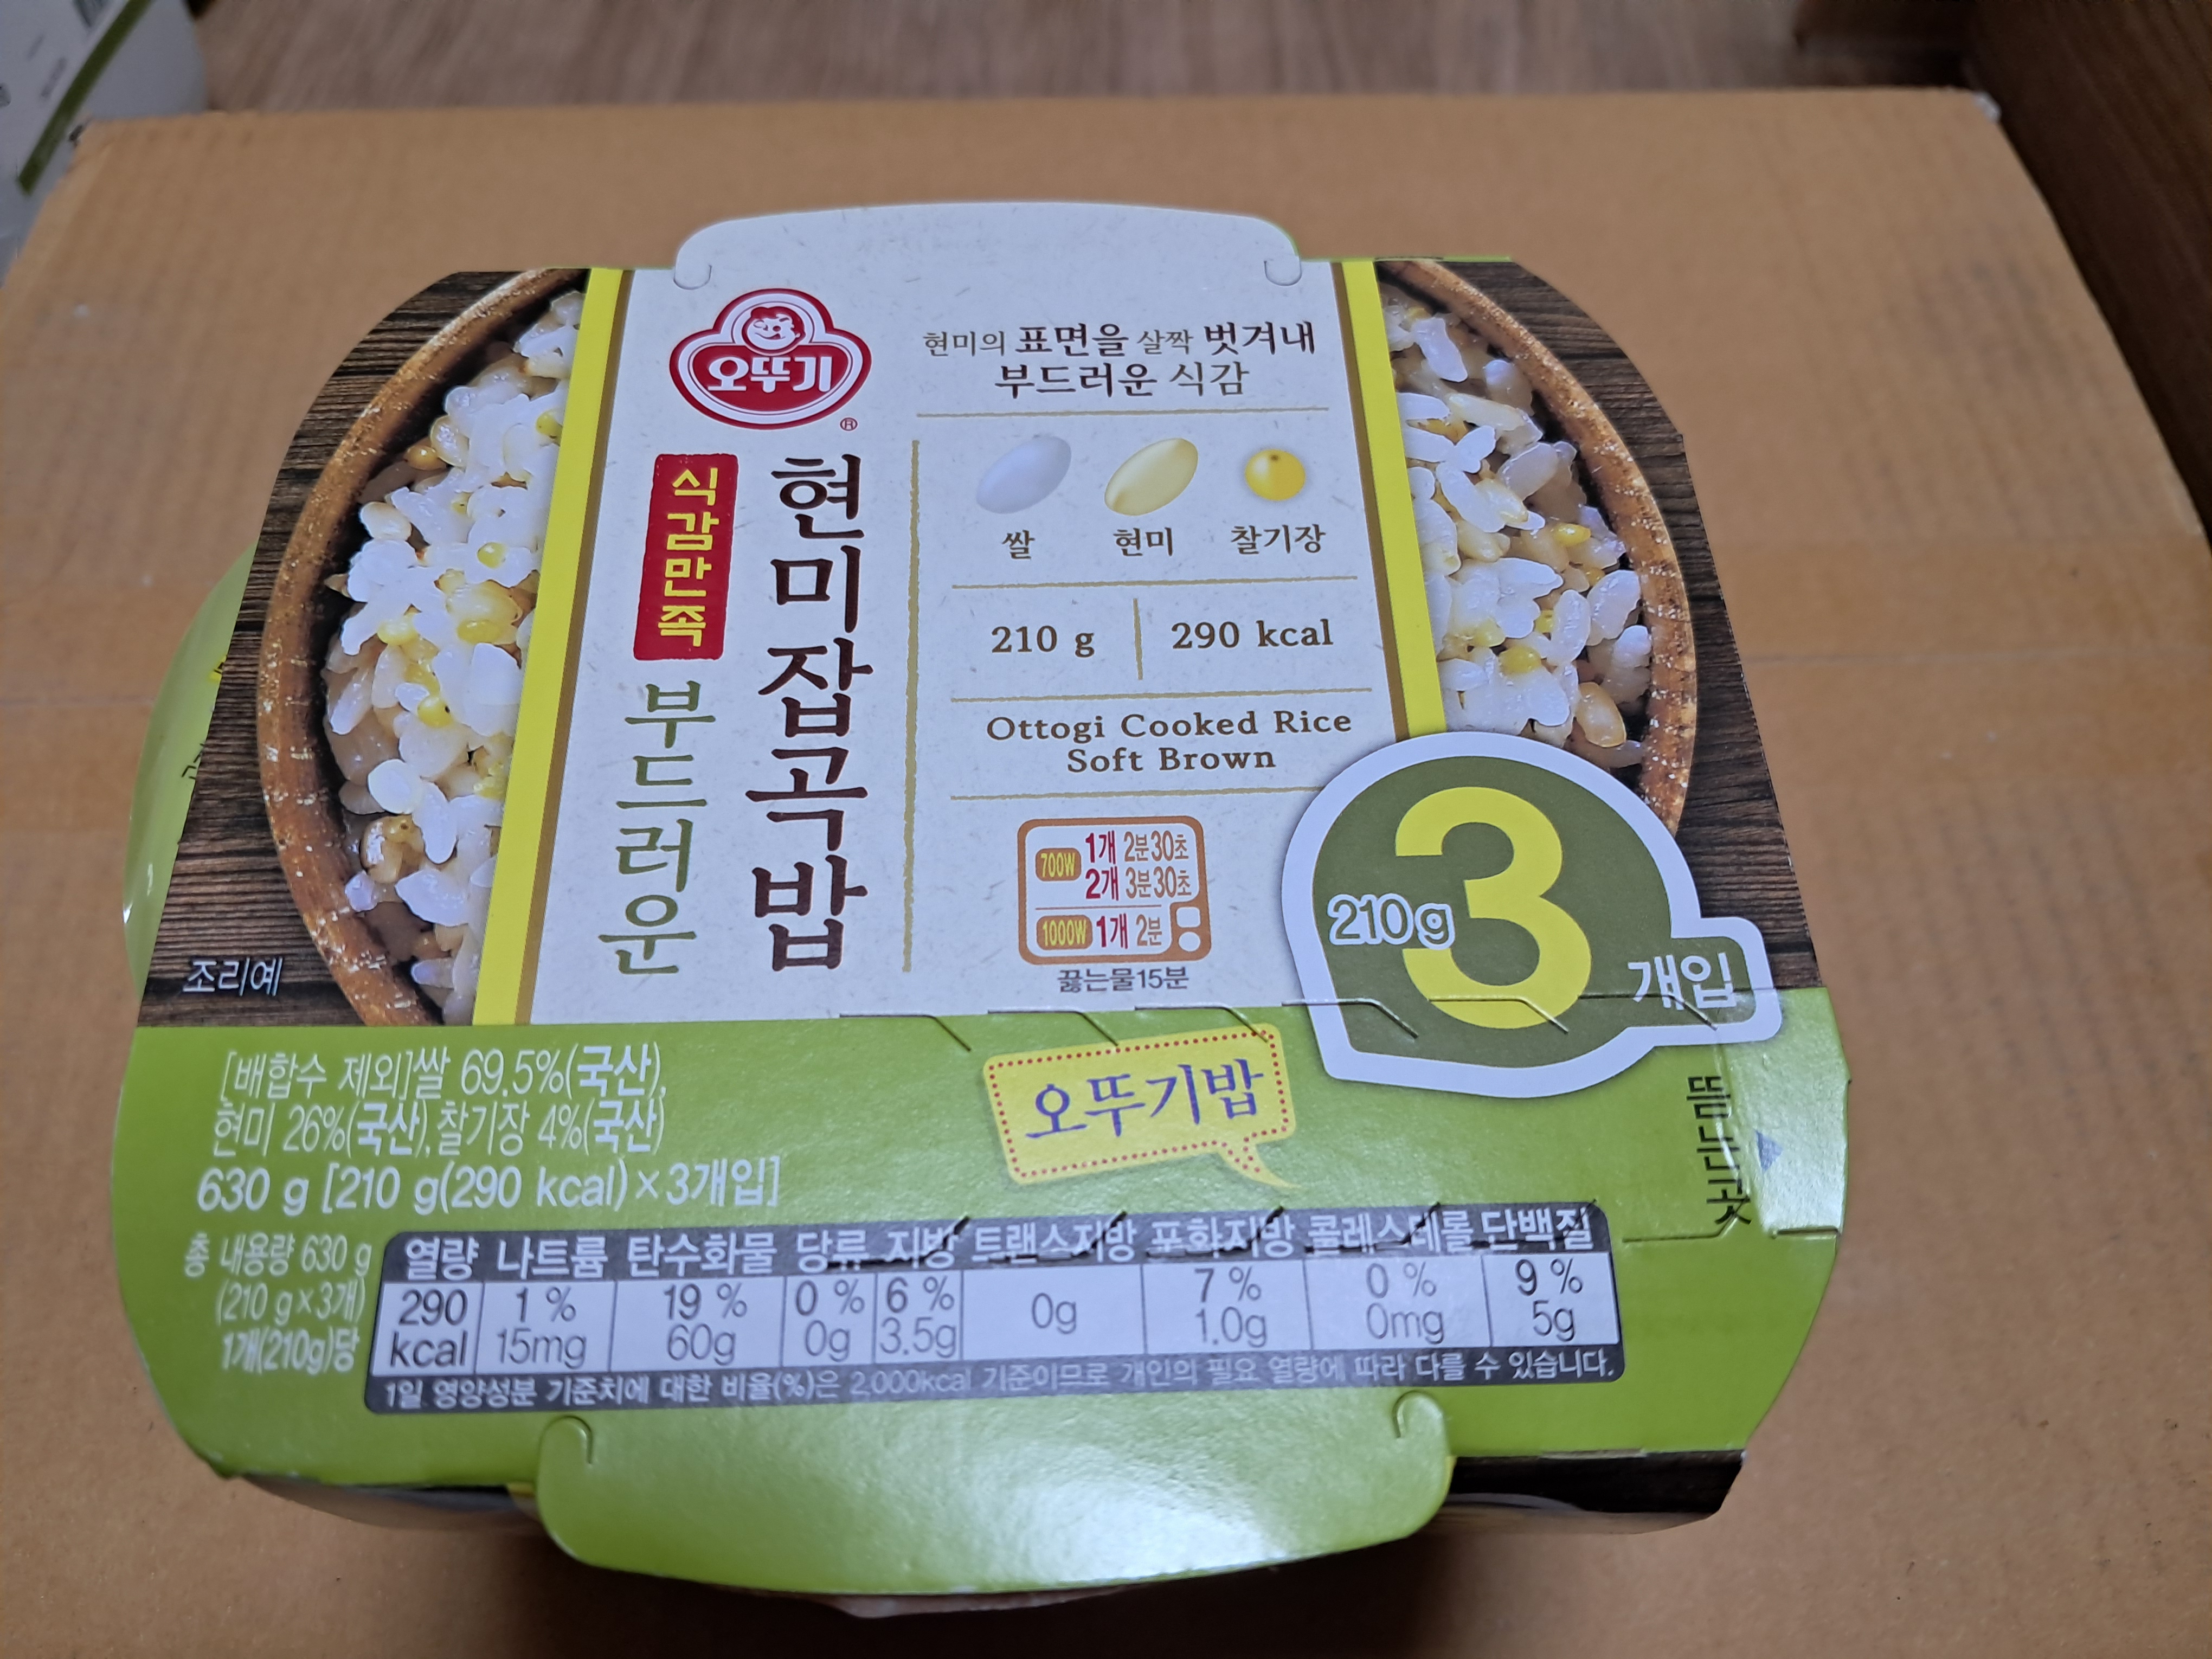 오뚜기
®
현미의 표면을 살짝 벗겨내
부드러운 식감
식감만족
부드러운
현미잡곡밥
쌀 현미 찰기장
210 g 290 kcal
Ottogi Cooked Rice
Soft Brown
700W 1개 2분30초
2개 3분30초
1000W 1개 2분
끓는물15분
210g 3개입
조리예
[배합수 제외]쌀 69.5%(국산),
현미 26%(국산),찰기장 4%(국산)
630 g [210 g(290 kcal)×3개입]
오뚜기밥
뜯는곳
총 내용량 630 g
(210 g×3개)
1개(210g)당
열량 나트륨 탄수화물 당류 지방 트랜스지방 포화지방 콜레스테롤 단백질
290 kcal 1 % 15mg 19 % 60g 0 % 0g 6 % 3.5g 0g 7 % 1.0g 0 % 0mg 9 % 5g
1일 영양성분 기준치에 대한 비율(%)은 2,000kcal 기준이므로 개인의 필요 열량에 따라 다를 수 있습니다.